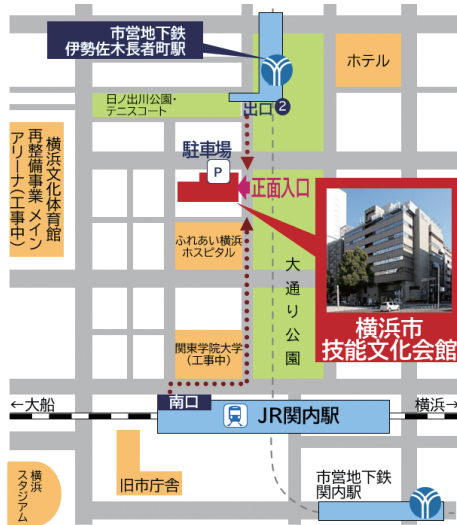 市営地下鉄
伊勢佐木長者町駅
ホテル
日ノ出川公園・
テニスコート
出口2
横浜文化体育館
再整備事業 メイン
アリーナ(工事中)
駐車場
P
正面入口
ふれあい横浜
ホスピタル
大通り公園
横浜市
技能文化会館
関東学院大学
(工事中)
←大船
南口
JR関内駅
横浜→
横浜
スタジアム
旧市庁舎
市営地下鉄
関内駅